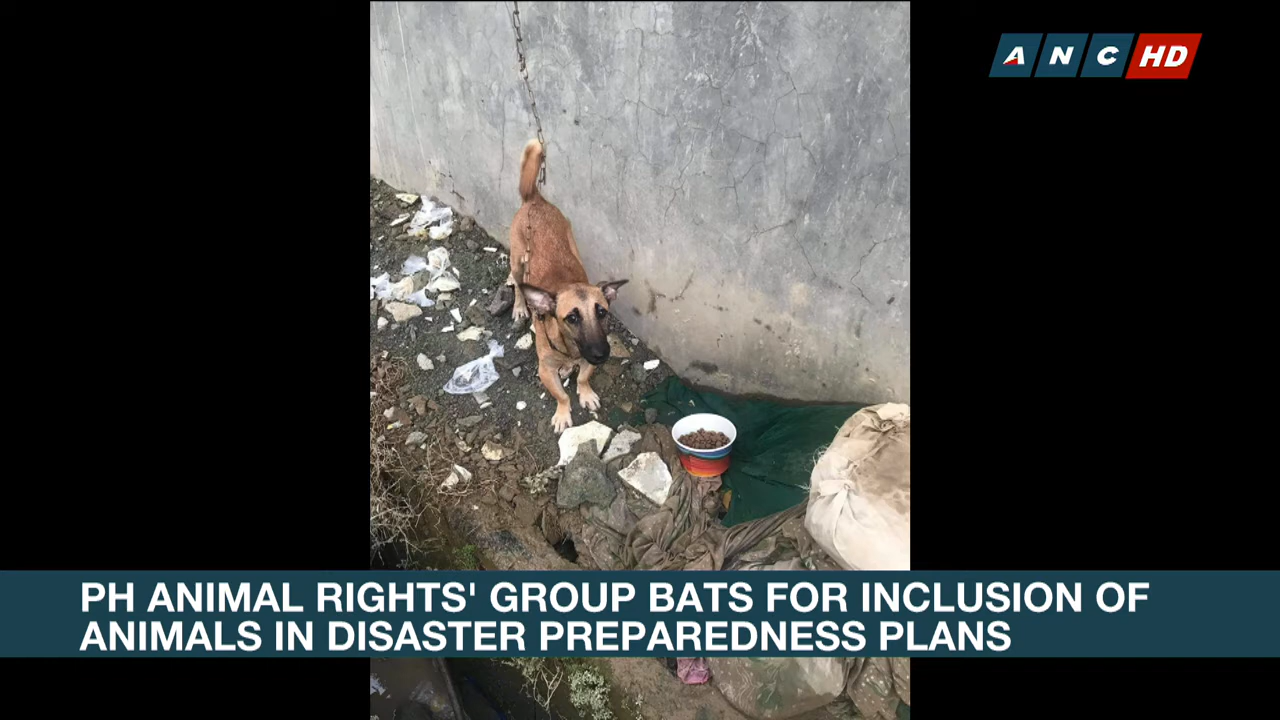 ANC HD
PH ANIMAL RIGHTS' GROUP BATS FOR INCLUSION OF
ANIMALS IN DISASTER PREPAREDNESS PLANS